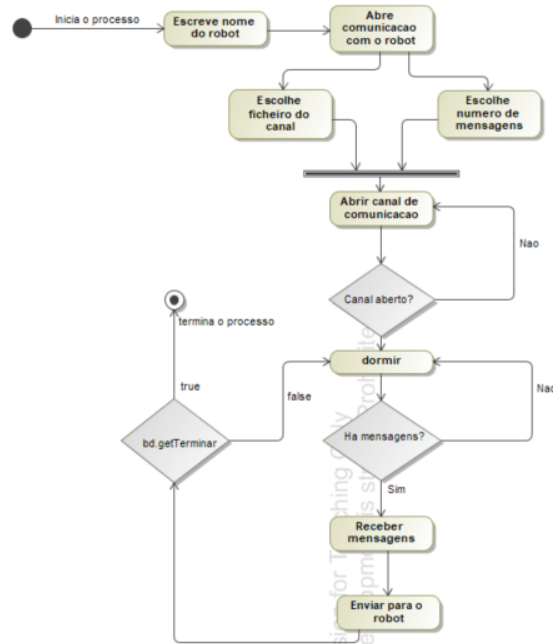 Inicia o processo
Escreve nome
do robot
Abre
comunicacao
com o robot
Escolhe
ficheiro do
canal
Escolhe
numero de
mensagens
Abrir canal de
comunicacao
Nao
Canal aberto?
termina o processo
dormir
true
false
Nao
bd.getTerminar
Ha mensagens?
Sim
Receber
mensagens
Enviar para o
robot